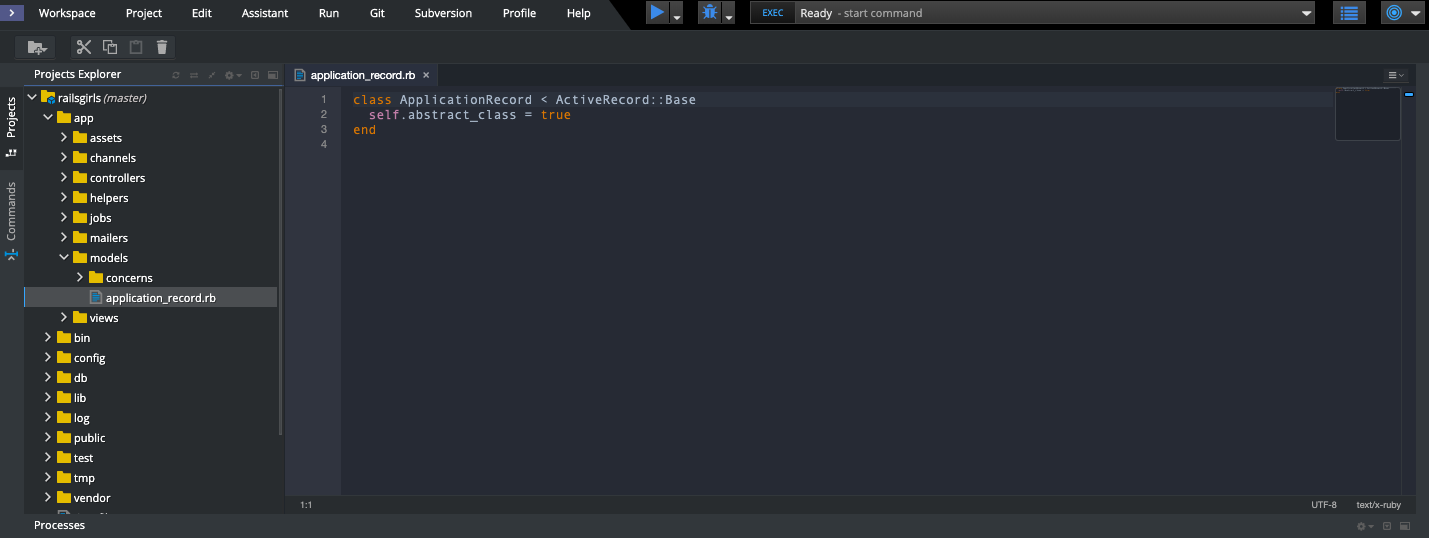 Workspace Project Edit Assistant Run Git Subversion Profile Help EXEC Ready - start command
Projects Explorer
application_record.rb ×
Projects
Commands
railsgirls (master)
app
assets
channels
controllers
helpers
jobs
mailers
models
concerns
application_record.rb
views
bin
config
db
lib
log
public
test
tmp
vendor
1 class ApplicationRecord < ActiveRecord::Base
2   self.abstract_class = true
3 end
4
1:1 UTF-8 text/x-ruby
Processes